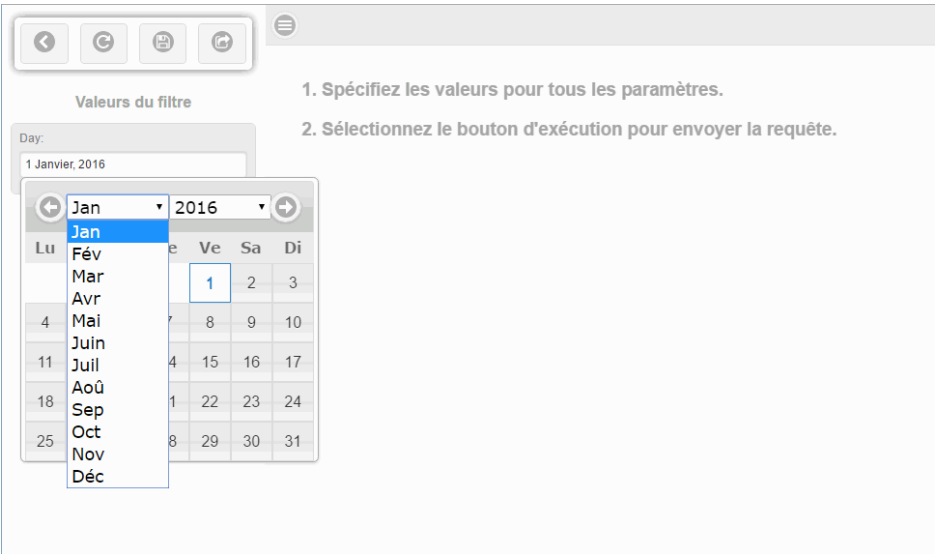 Valeurs du filtre
1. Spécifiez les valeurs pour tous les paramètres.
2. Sélectionnez le bouton d'exécution pour envoyer la requête.
Day:
1 Janvier, 2016
Jan 2016
Jan
Fév
Mar
Avr
Mai
Juin
Juil
Aoû
Sep
Oct
Nov
Déc
Lu Ve Sa Di
1 2 3
4 8 9 10
11 15 16 17
18 22 23 24
25 29 30 31